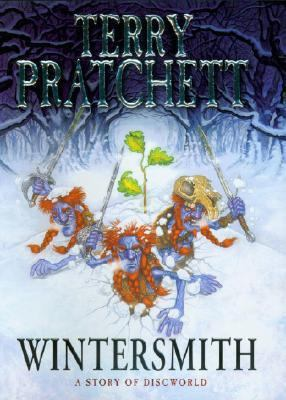 TERRY
PRATCHETT
WINTERSMITH
A STORY OF DISCWORLD